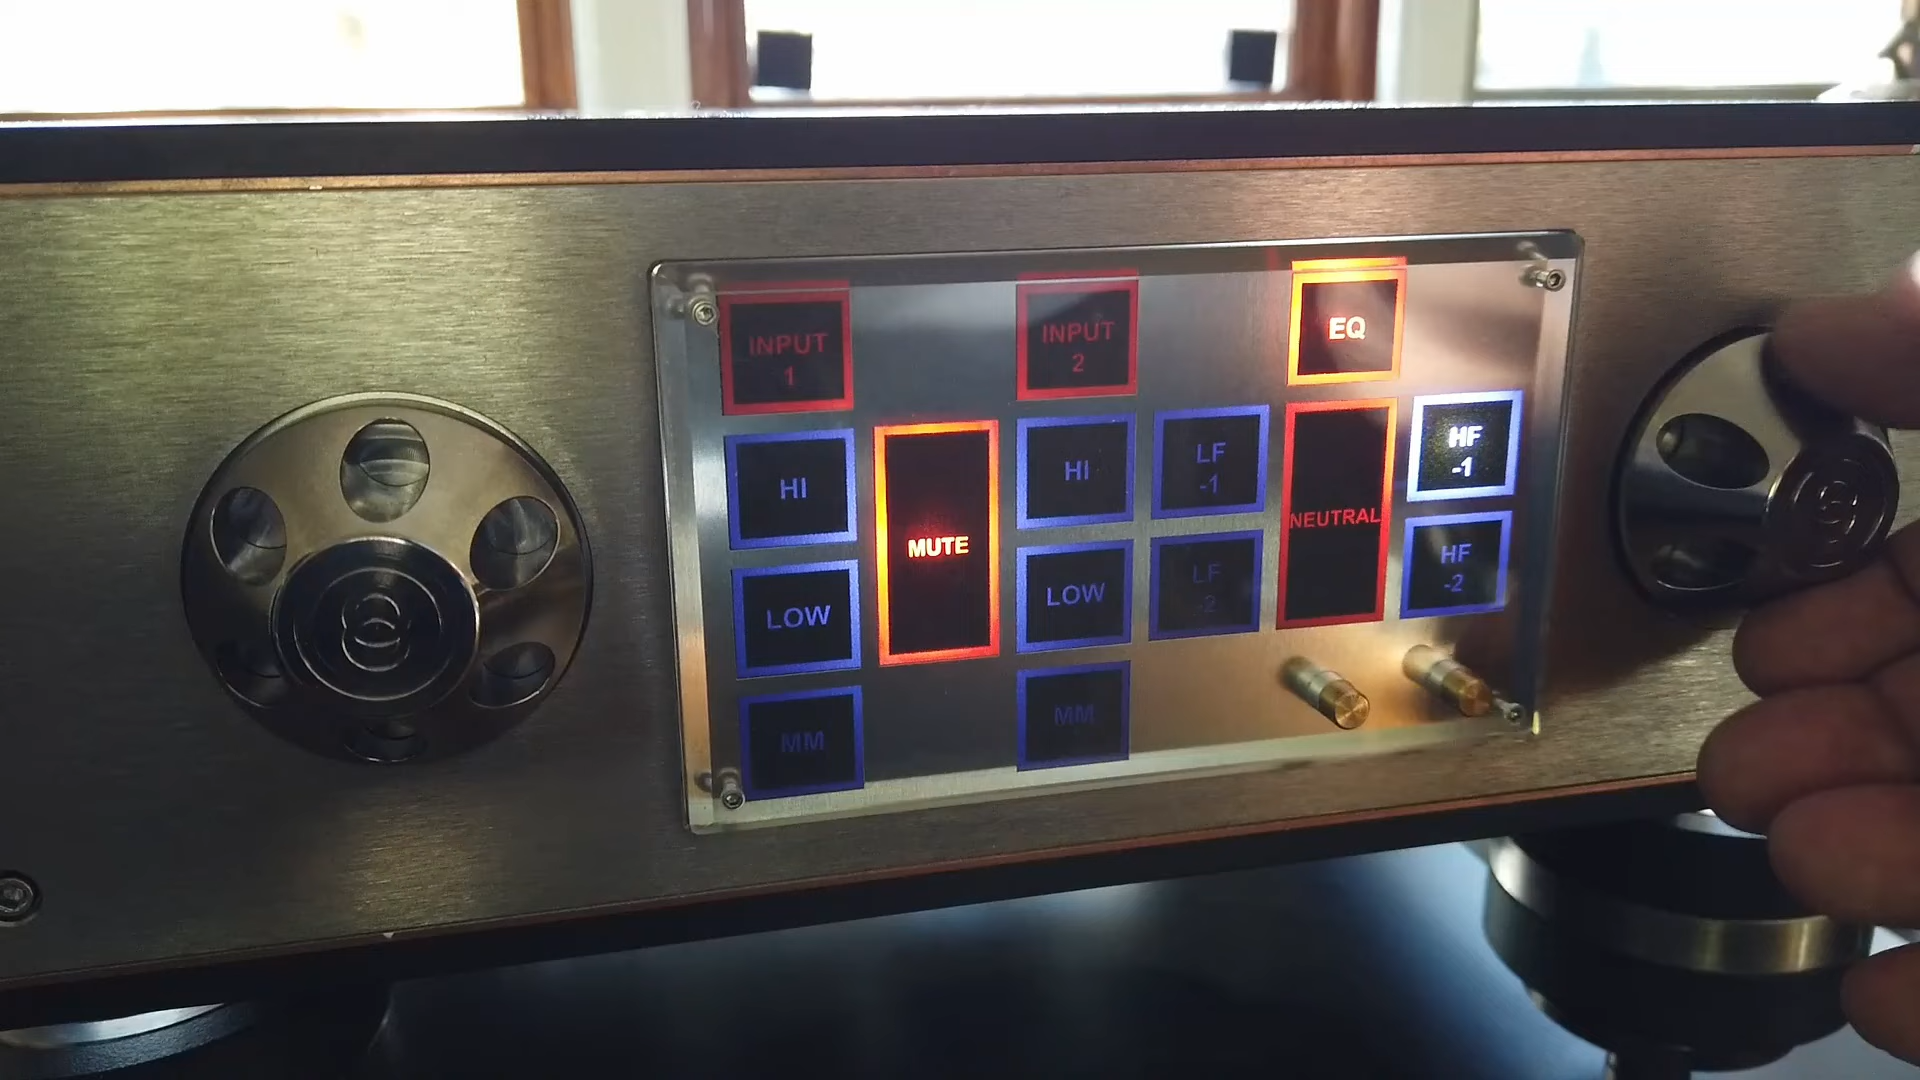 INPUT
1
INPUT
2
EQ
HI
MUTE
HI
LF
-1
NEUTRAL
HF
-1
LOW
LOW
LF
-2
HF
-2
MM
MM